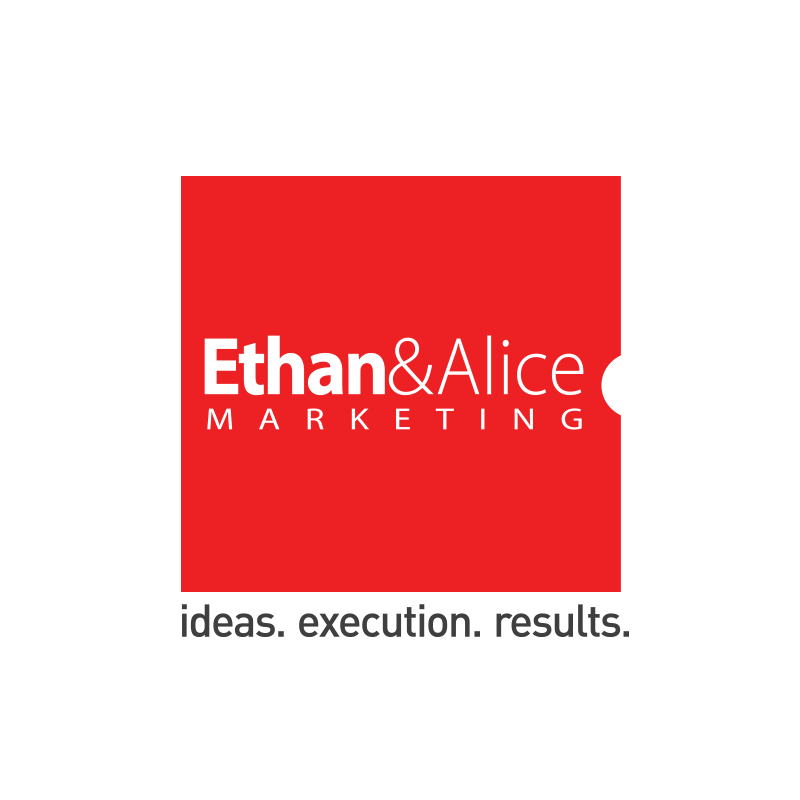 Ethan&Alice
MARKETING
ideas. execution. results.